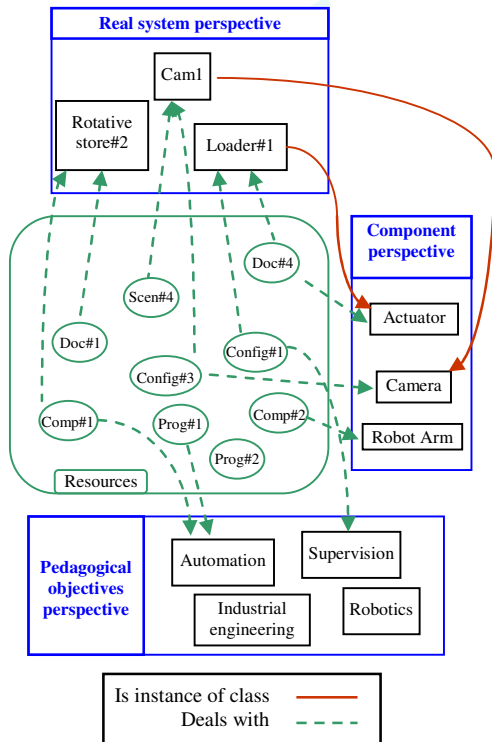 Real system perspective
Cam1
Rotative
store#2
Loader#1
Component
perspective
Doc#4
Scen#4
Actuator
Doc#1
Config#1
Config#3
Camera
Comp#1
Prog#1
Comp#2
Robot Arm
Prog#2
Resources
Pedagogical
objectives
perspective
Automation
Supervision
Industrial
engineering
Robotics
Is instance of class
Deals with